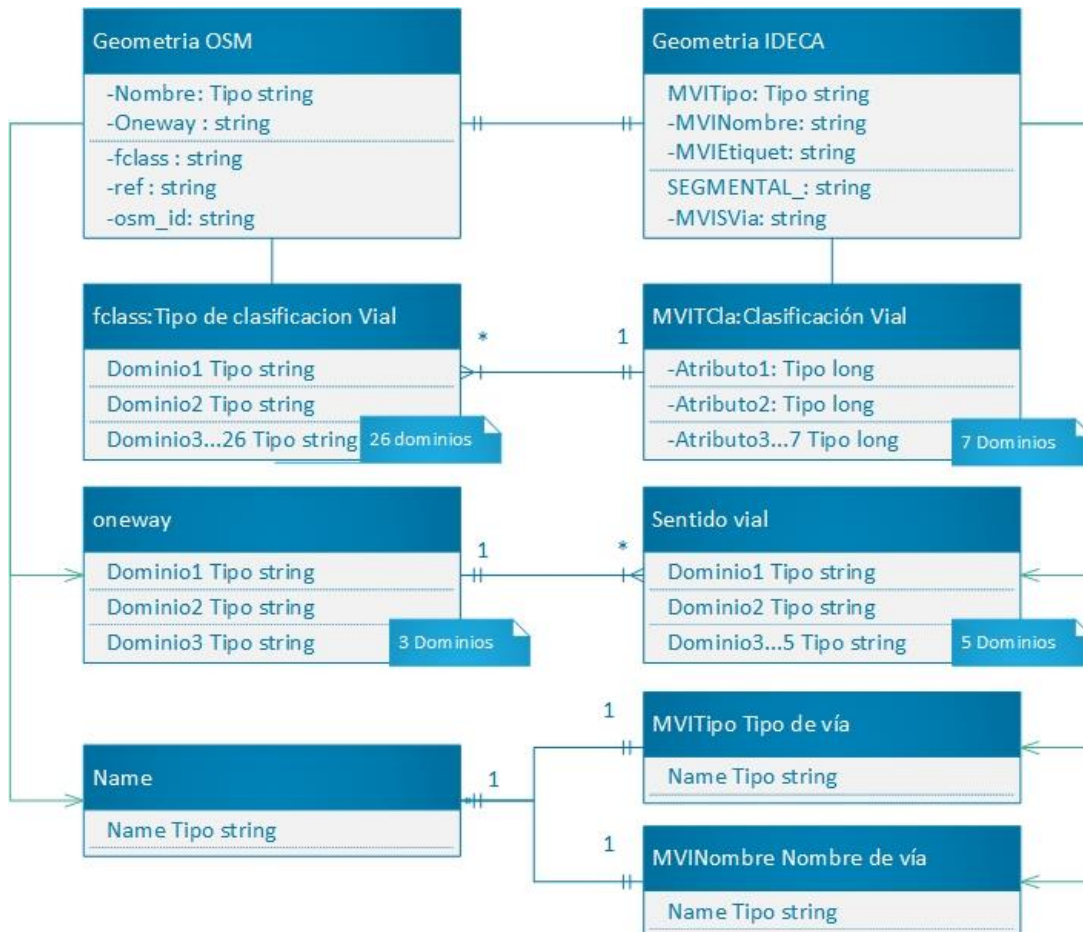 Geometria OSM
-Nombre: Tipo string
-Oneway : string
-fclass : string
-ref : string
-osm_id: string
Geometria IDECA
MVITipo: Tipo string
-MVINombre: string
-MVIEtiquet: string
SEGMENTAL_: string
-MVISVia: string
fclass:Tipo de clasificacion Vial
Dominio1 Tipo string
Dominio2 Tipo string
Dominio3...26 Tipo string
26 dominios
*
1
MVITCla:Clasificación Vial
-Atributo1: Tipo long
-Atributo2: Tipo long
-Atributo3...7 Tipo long
7 Dominios
oneway
Dominio1 Tipo string
Dominio2 Tipo string
Dominio3 Tipo string
3 Dominios
1
*
Sentido vial
Dominio1 Tipo string
Dominio2 Tipo string
Dominio3...5 Tipo string
5 Dominios
Name
Name Tipo string
1
1
MVITipo Tipo de vía
Name Tipo string
1
MVINombre Nombre de vía
Name Tipo string